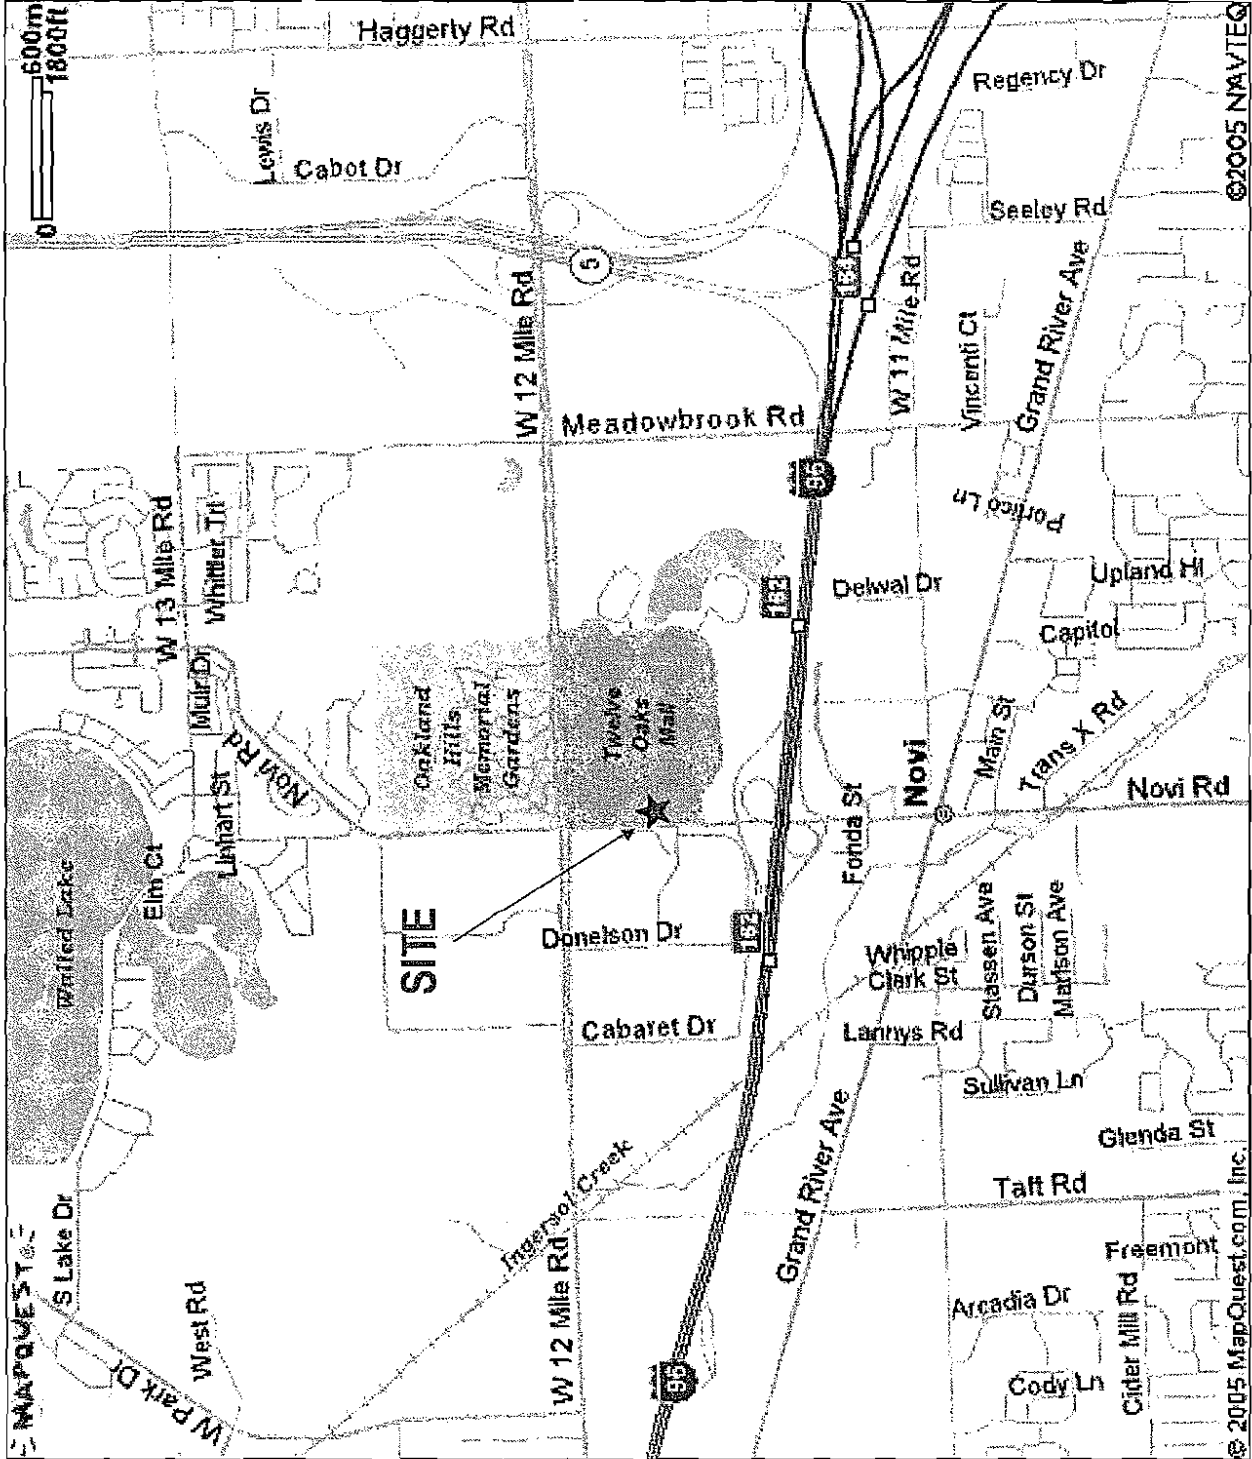 MAPQUEST
600m
1800ft
0
Haggerty Rd
Lewis Dr
Cabot Dr
Regency Dr
Seeley Rd
5
W 12 Mile Rd
W 11 Mile Rd
Vincenti Ct
Grand River Ave
Meadowbrook Rd
Portico Ln
W 13 Mile Rd
Whittier Trl
Muir Dr
Novi Rd
Linhart St
Elm Ct
Walled Lake
Oakland
Hills
Memorial
Gardens
Twelve
Oaks
Mall
Delwal Dr
Upland Hl
Capitol
Main St
Trans X Rd
Novi
Novi Rd
Fonda St
SITE
Donelson Dr
162
Cabaret Dr
Whipple
Clark St
Stassen Ave
Durson St
Marlson Ave
Lannys Rd
Sullivan Ln
Glenda St
Ingersol Creek
Grand River Ave
Taft Rd
S Lake Dr
West Rd
W Park Dr
W 12 Mile Rd
Freemont
Arcadia Dr
Cider Mill Rd
Cody Ln
© 2005 MapQuest.com, Inc.
©2005 NAVTEQ